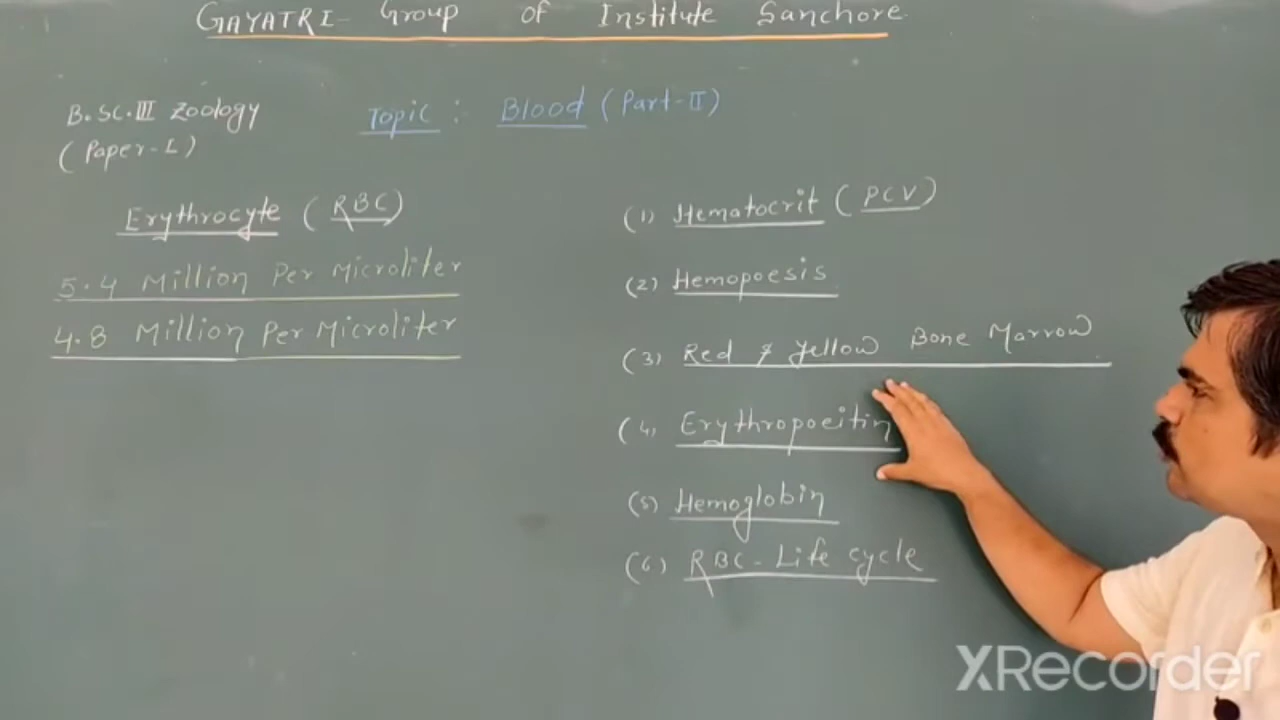 GAYATRI- Group of Institute Sanchore.
B.SC.III Zoology
(Paper-I)
Topic : Blood (Part-II)
Erythrocyte (RBC)
5.4 Million Per Microliter
4.8 Million Per Microliter
(1) Hematocrit (PCV)
(2) Hemopoesis
(3) Red & Yellow Bone Marrow
(4) Erythropoeitin
(5) Hemoglobin
(6) RBC- Life cycle
XRecorder